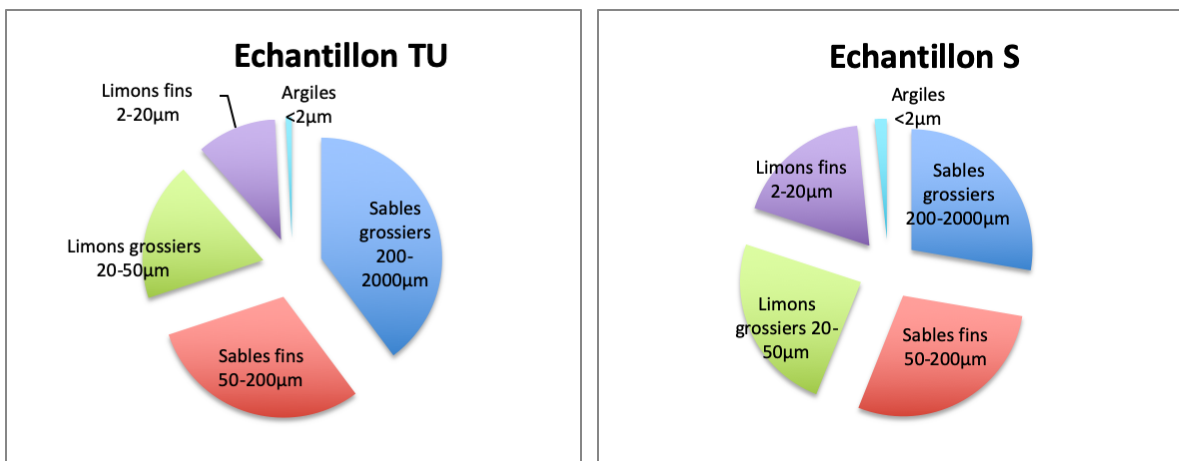 Echantillon TU
Limons fins
2-20µm
Argiles
<2µm
Sables
grossiers
200-
2000µm
Limons grossiers
20-50µm
Sables fins
50-200µm
Echantillon S
Argiles
<2µm
Limons fins
2-20µm
Sables
grossiers
200-2000µm
Limons
grossiers 20-
50µm
Sables fins
50-200µm